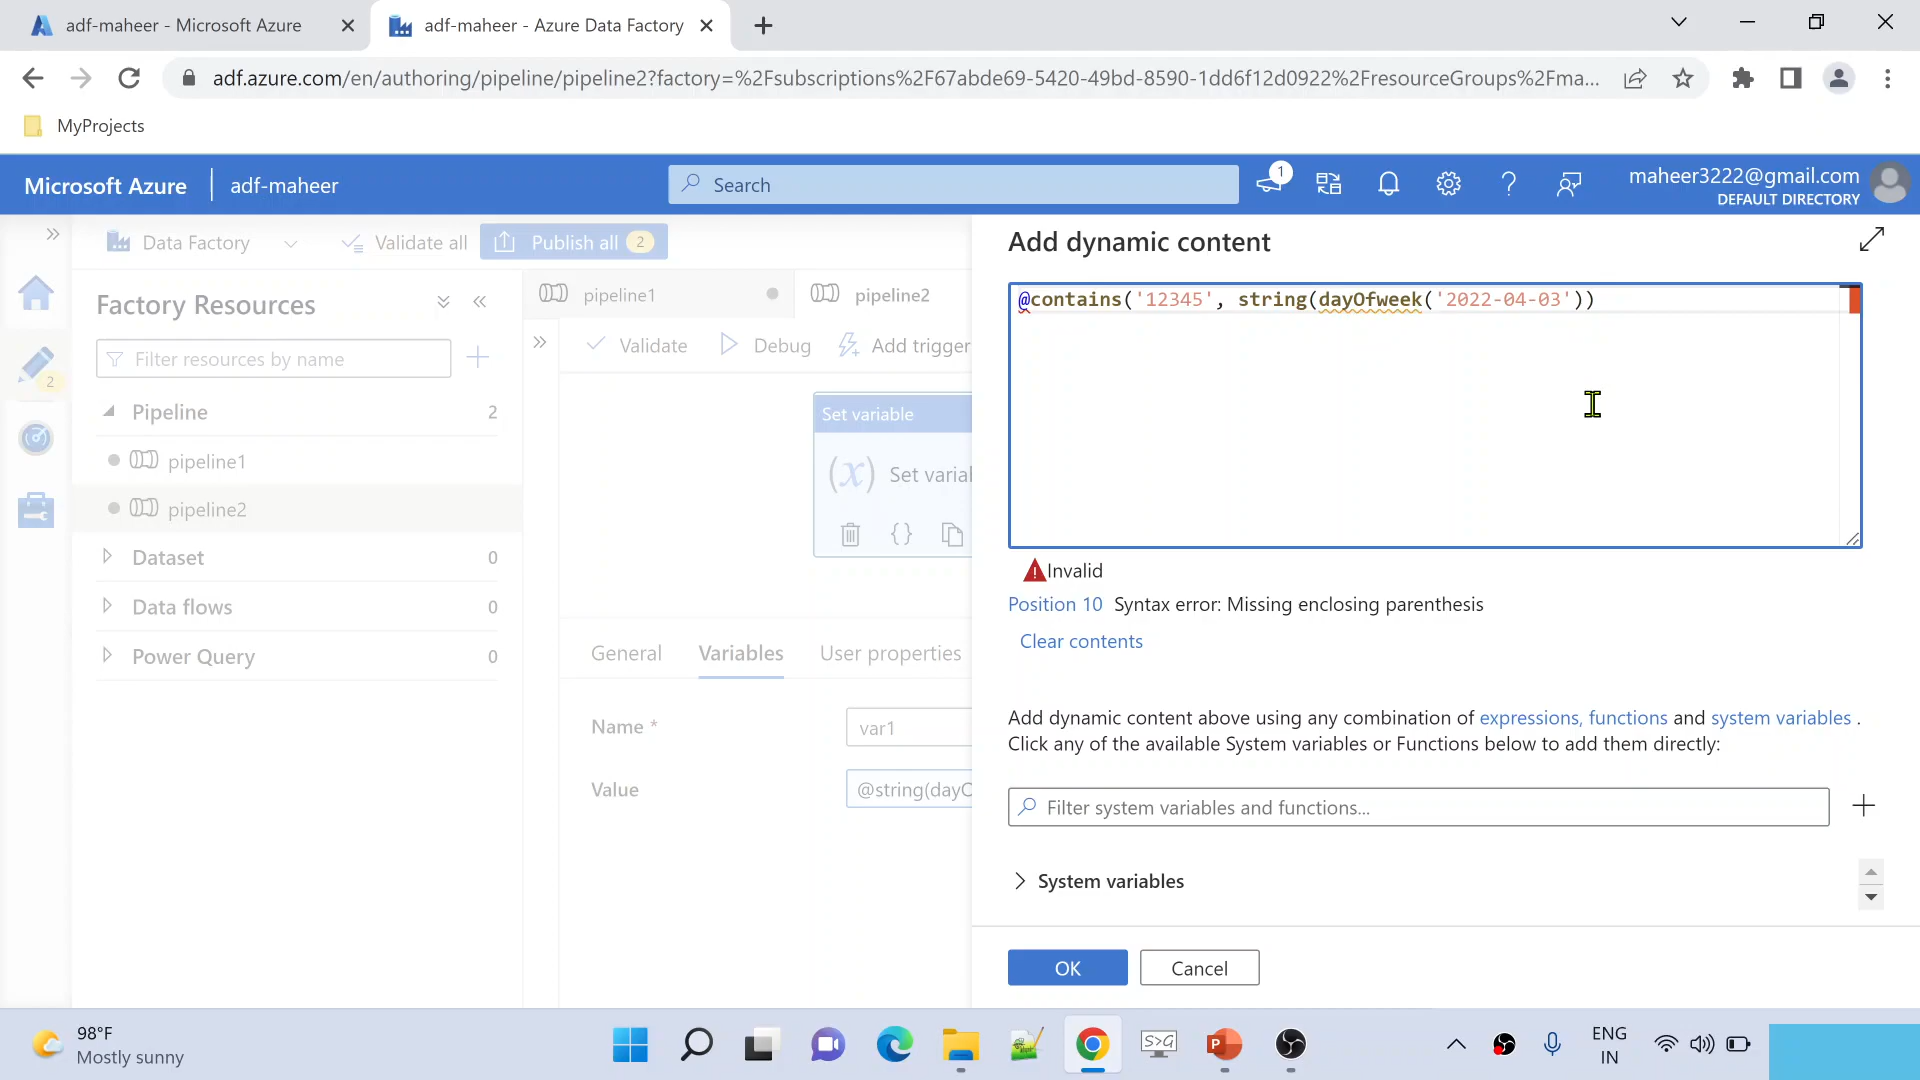 adf-maheer - Microsoft Azure
adf-maheer - Azure Data Factory
adf.azure.com/en/authoring/pipeline/pipeline2?factory=%2Fsubscriptions%2F67abde69-5420-49bd-8590-1dd6f12d0922%2FresourceGroups%2Fma...
MyProjects
Microsoft Azure
adf-maheer
Search
1
maheer3222@gmail.com
DEFAULT DIRECTORY
Data Factory
Validate all
Publish all 2
Factory Resources
Filter resources by name
2
Pipeline 2
pipeline1
pipeline2
Dataset 0
Data flows 0
Power Query 0
pipeline1
pipeline2
Validate
Debug
Add trigger
Set variable
(x) Set varial
General
Variables
User properties
Name *
var1
Value
@string(dayO
Add dynamic content
@contains('12345', string(dayOfweek('2022-04-03'))
Invalid
Position 10 Syntax error: Missing enclosing parenthesis
Clear contents
Add dynamic content above using any combination of expressions, functions and system variables .
Click any of the available System variables or Functions below to add them directly:
Filter system variables and functions...
System variables
OK
Cancel
98°F
Mostly sunny
S>G
P
ENG
IN